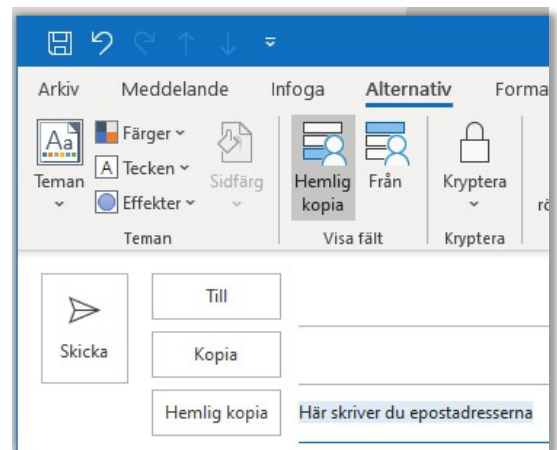 Arkiv Meddelande Infoga Alternativ Forma
Aa Färger
A Tecken
Effekter
Teman
Sidfärg
Hemlig kopia
Från
Kryptera
Teman Visa fält Kryptera
Till
Skicka
Kopia
Hemlig kopia Här skriver du epostadresserna